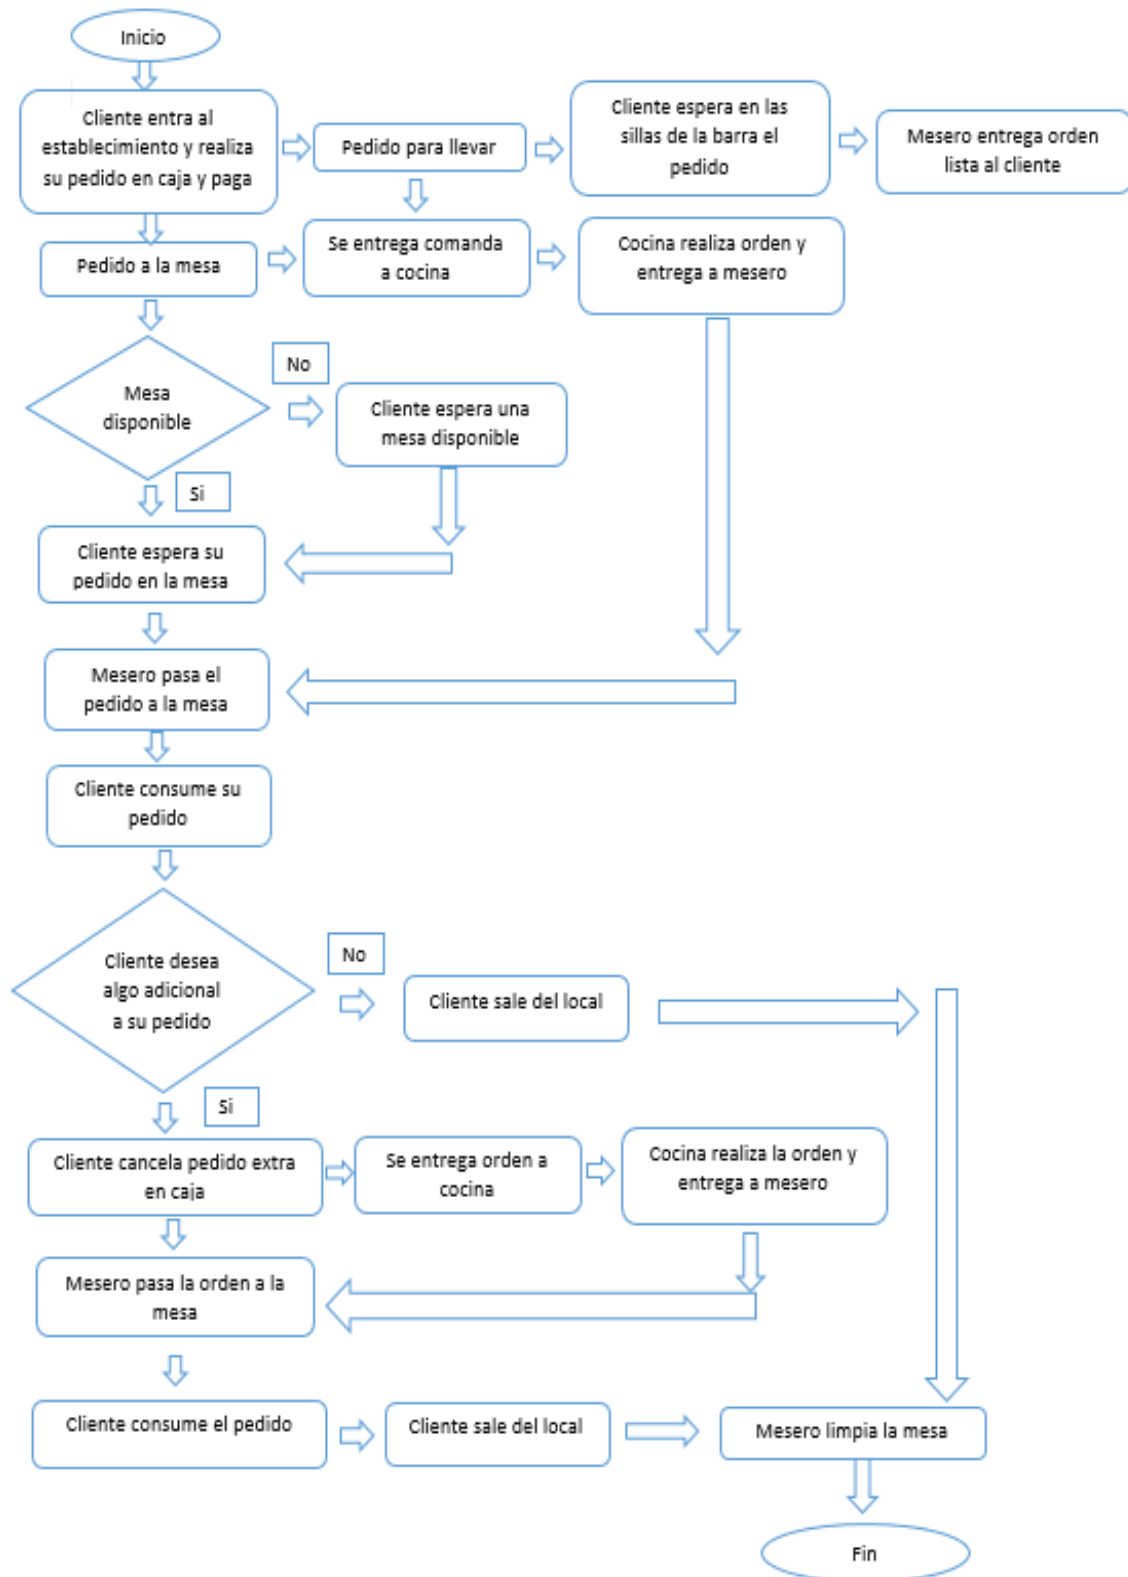 Inicio
Cliente entra al
establecimiento y realiza
su pedido en caja y paga
Pedido para llevar
Cliente espera en las
sillas de la barra el
pedido
Mesero entrega orden
lista al cliente
Pedido a la mesa
Se entrega comanda
a cocina
Cocina realiza orden y
entrega a mesero
Mesa
disponible
No
Cliente espera una
mesa disponible
Si
Cliente espera su
pedido en la mesa
Mesero pasa el
pedido a la mesa
Cliente consume su
pedido
Cliente desea
algo adicional
a su pedido
No
Cliente sale del local
Si
Cliente cancela pedido extra
en caja
Se entrega orden a
cocina
Cocina realiza la orden y
entrega a mesero
Mesero pasa la orden a la
mesa
Cliente consume el pedido
Cliente sale del local
Mesero limpia la mesa
Fin